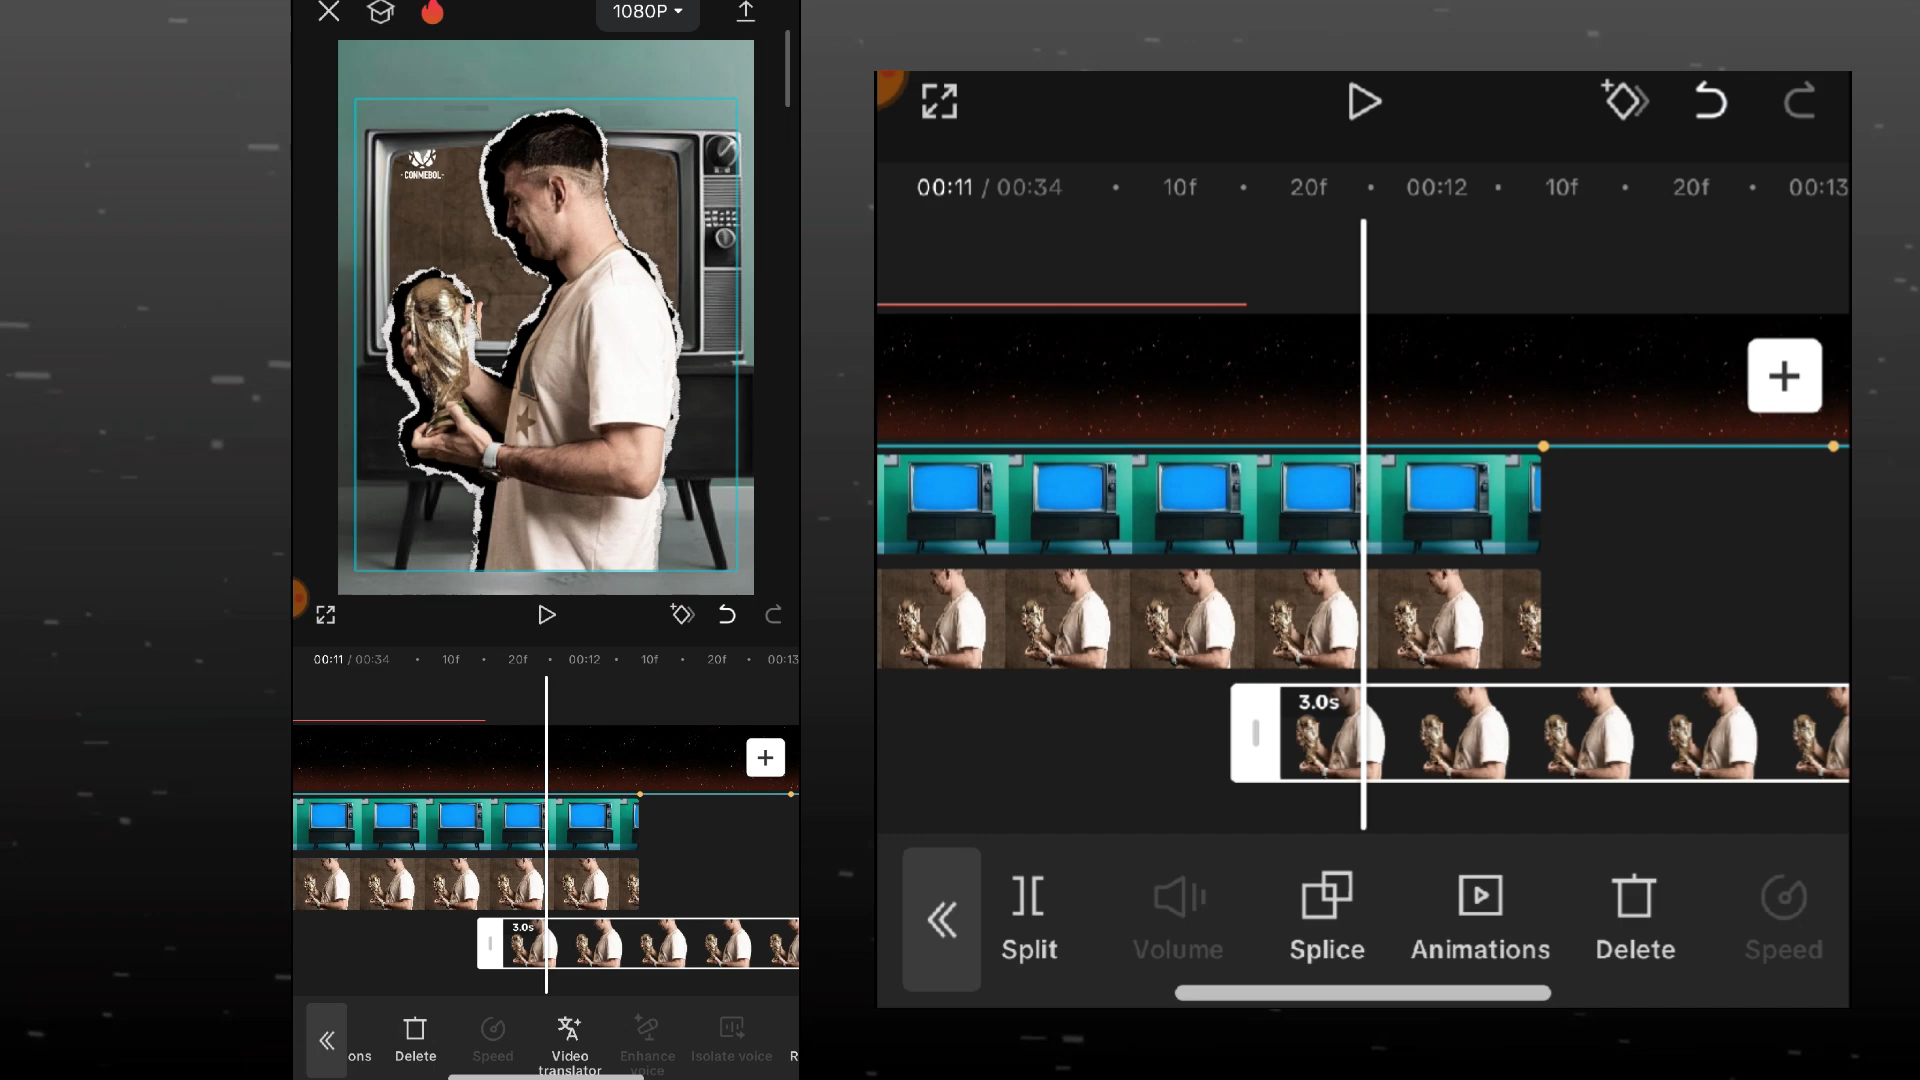 1080P
- CONMEBOL-
00:11 / 00:34 10f 20f 00:12 10f 20f 00:13
3.0s
ons
Delete
Speed
Video
translator
Enhance
voice
Isolate voice
R
00:11 / 00:34 10f 20f 00:12 10f 20f 00:13
3.0s
Split
Volume
Splice
Animations
Delete
Speed